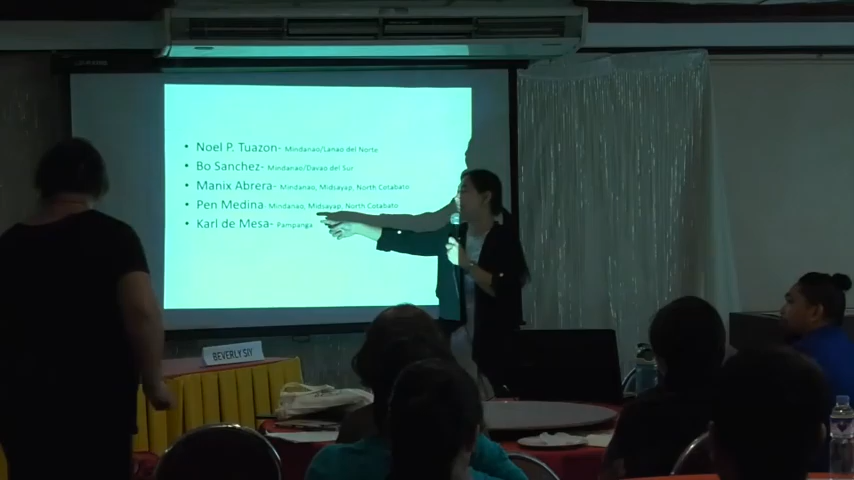 • Noel P. Tuazon- Mindanao/Lanao del Norte
• Bo Sanchez- Mindanao/Davao del Sur
• Manix Abrera- Mindanao, Midsayap, North Cotabato
• Pen Medina Mindanao, Midsayap, North Cotabato
• Karl de Mesa- Pampanga
BEVERLY SIY